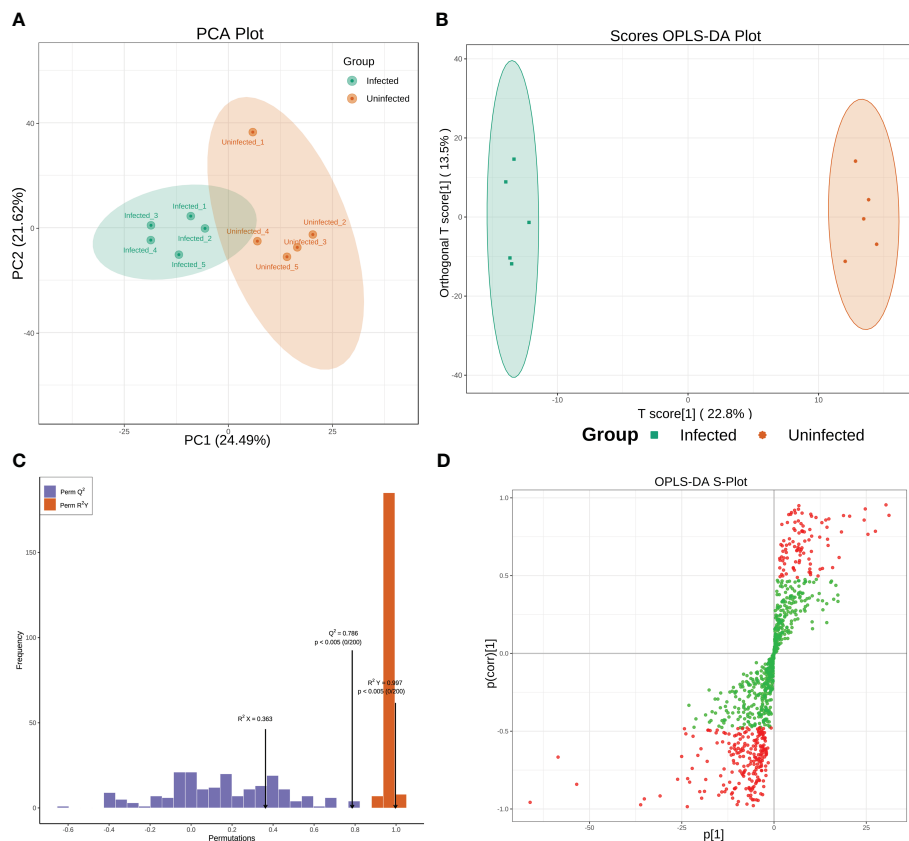 A
PCA Plot
Group
Infected
Uninfected
Uninfected_1
Infected_3
Infected_1
Uninfected_2
Infected_4
Infected_2
Uninfected_4
Uninfected_3
Infected_5
Uninfected_5
40
0
-40
-25
0
25
PC2 (21.62%)
PC1 (24.49%)
B
Scores OPLS-DA Plot
40
20
0
-20
-40
-10
0
10
Orthogonal T score[1] ( 13.5% )
T score[1] ( 22.8% )
Group
Infected
Uninfected
C
Perm Q²
Perm R²Y
150
100
50
0
Frequency
Q² = 0.786
p < 0.005 (0/200)
R² Y = 0.997
p < 0.005 (0/200)
R² X = 0.363
-0.6
-0.4
-0.2
0.0
0.2
0.4
0.6
0.8
1.0
Permutations
D
OPLS-DA S-Plot
1.0
0.5
0.0
-0.5
-1.0
-50
-25
0
25
p(corr)[1]
p[1]